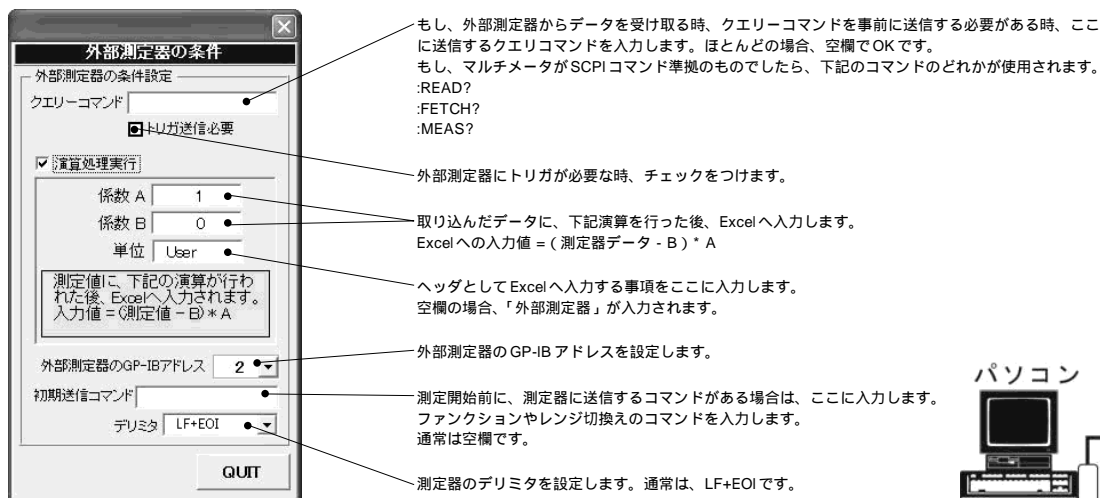 外部測定器の条件
外部測定器の条件設定
クエリーコマンド
トリガ送信必要
演算処理実行
係数 A 1
係数 B 0
単位 User
測定値に、下記の演算が行わ
れた後、Excelへ入力されます。
入力値 = (測定値 - B) * A
外部測定器のGP-IBアドレス 2
初期送信コマンド
デリミタ LF+EOI
QUIT
もし、外部測定器からデータを受け取る時、クエリーコマンドを事前に送信する必要がある時、ここ
に送信するクエリコマンドを入力します。ほとんどの場合、空欄でOKです。
もし、マルチメータがSCPIコマンド準拠のものでしたら、下記のコマンドのどれかが使用されます。
:READ?
:FETCH?
:MEAS?
外部測定器にトリガが必要な時、チェックをつけます。
取り込んだデータに、下記演算を行った後、Excelへ入力します。
Excelへの入力値 = ( 測定器データ - B ) * A
ヘッダとしてExcelへ入力する事項をここに入力します。
空欄の場合、「外部測定器」が入力されます。
外部測定器のGP-IBアドレスを設定します。
測定開始前に、測定器に送信するコマンドがある場合は、ここに入力します。
ファンクションやレンジ切換えのコマンドを入力します。
通常は空欄です。
測定器のデリミタを設定します。通常は、LF+EOIです。
パソコン